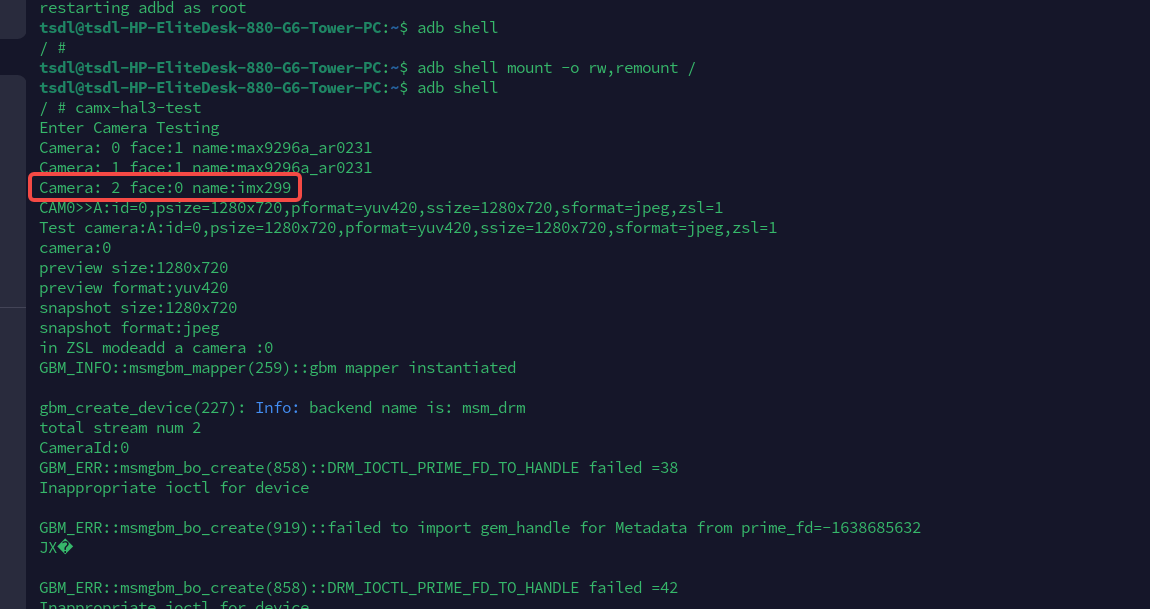 restarting adbd as root
tsdl@tsdl-HP-EliteDesk-880-G6-Tower-PC:~$ adb shell
/ #
tsdl@tsdl-HP-EliteDesk-880-G6-Tower-PC:~$ adb shell mount -o rw,remount /
tsdl@tsdl-HP-EliteDesk-880-G6-Tower-PC:~$ adb shell
/ # camx-hal3-test
Enter Camera Testing
Camera: 0 face:1 name:max9296a_ar0231
Camera: 1 face:1 name:max9296a_ar0231
Camera: 2 face:0 name:imx299
CAM0>>A:id=0,psize=1280x720,pformat=yuv420,ssize=1280x720,sformat=jpeg,zsl=1
Test camera:A:id=0,psize=1280x720,pformat=yuv420,ssize=1280x720,sformat=jpeg,zsl=1
camera:0
preview size:1280x720
preview format:yuv420
snapshot size:1280x720
snapshot format:jpeg
in ZSL modeadd a camera :0
GBM_INFO::msmgbm_mapper(259)::gbm mapper instantiated
gbm_create_device(227): Info: backend name is: msm_drm
total stream num 2
CameraId:0
GBM_ERR::msmgbm_bo_create(858)::DRM_IOCTL_PRIME_FD_TO_HANDLE failed =38
Inappropriate ioctl for device
GBM_ERR::msmgbm_bo_create(919)::failed to import gem_handle for Metadata from prime_fd=-1638685632
JX�
GBM_ERR::msmgbm_bo_create(858)::DRM_IOCTL_PRIME_FD_TO_HANDLE failed =42
Inappropriate ioctl for device